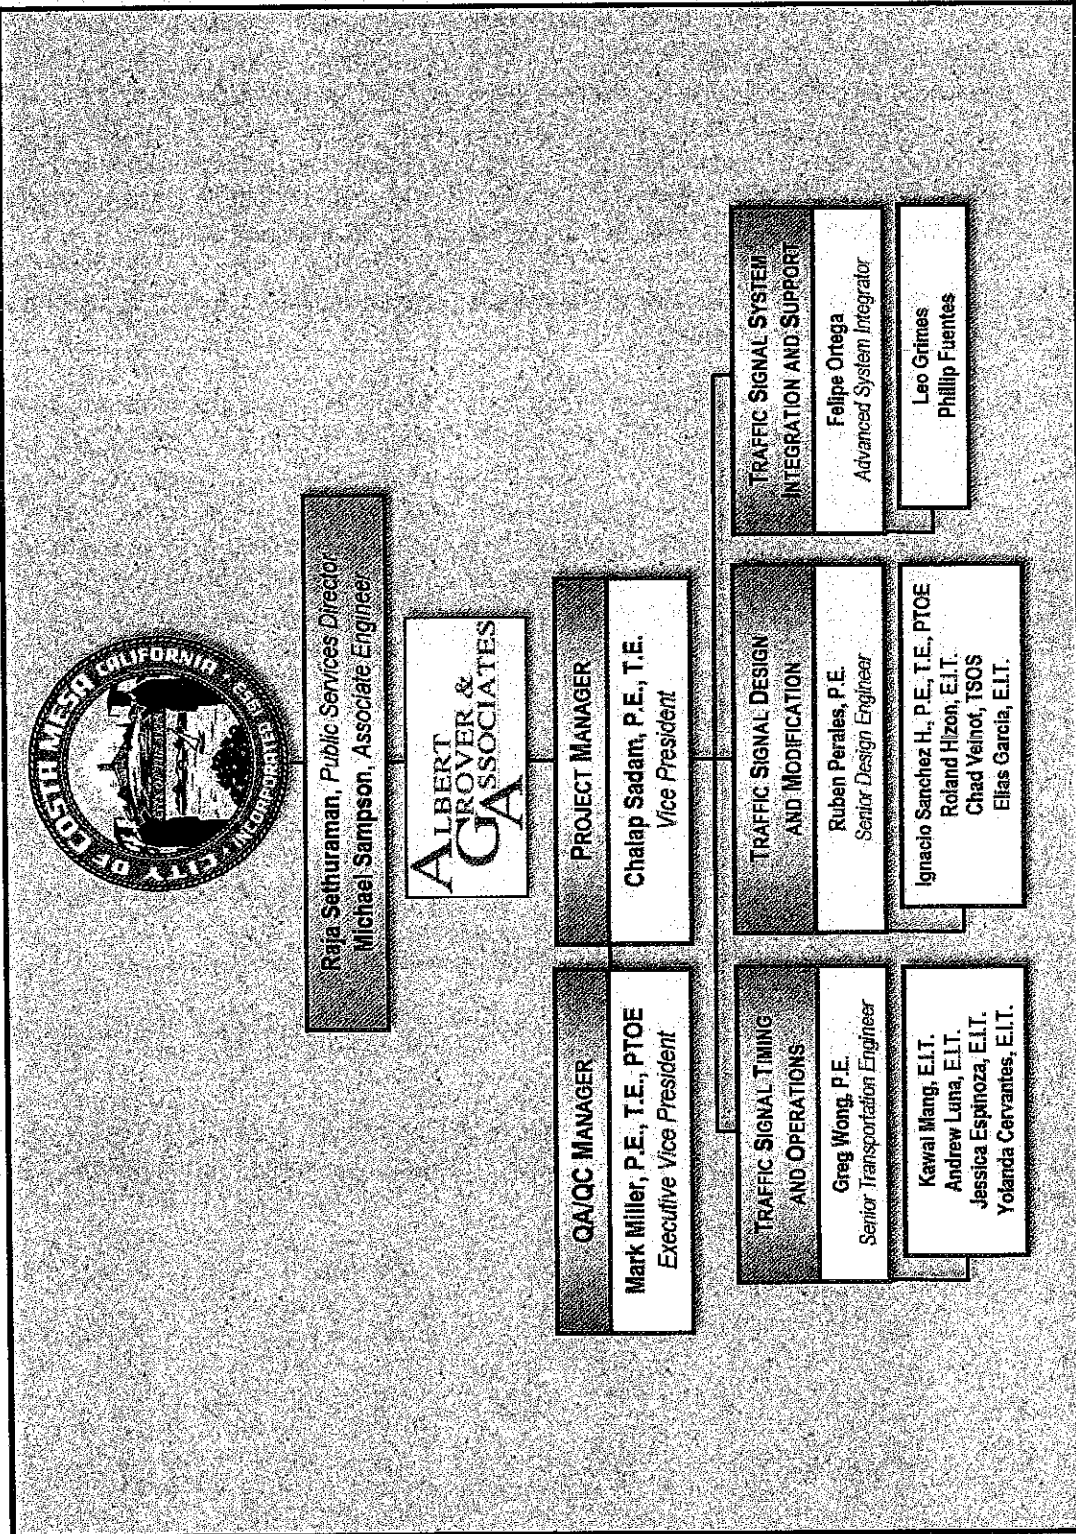 CITY OF COSTA MESA CALIFORNIA
Raja Sethuraman, Public Services Director
Michael Sampson, Associate Engineer
ALBERT
GROVER &
ASSOCIATES
QA/QC MANAGER
Mark Miller, P.E., T.E., PTOE
Executive Vice President
PROJECT MANAGER
Chalap Sadam, P.E., T.E.
Vice President
TRAFFIC SIGNAL TIMING
AND OPERATIONS
Greg Wong, P.E.
Senior Transportation Engineer
Kawai Mang, E.I.T.
Andrew Luna, E.I.T.
Jessica Espinoza, E.I.T.
Yolanda Cervantes, E.I.T.
TRAFFIC SIGNAL DESIGN
AND MODIFICATION
Ruben Perales, P.E.
Senior Design Engineer
Ignacio Sanchez H., P.E., T.E., PTOE
Roland Hizon, E.I.T.
Chad Veinot, TSOS
Elias Garcia, E.I.T.
TRAFFIC SIGNAL SYSTEM
INTEGRATION AND SUPPORT
Felipe Ortega
Advanced System Integrator
Leo Grimes
Phillip Fuentes